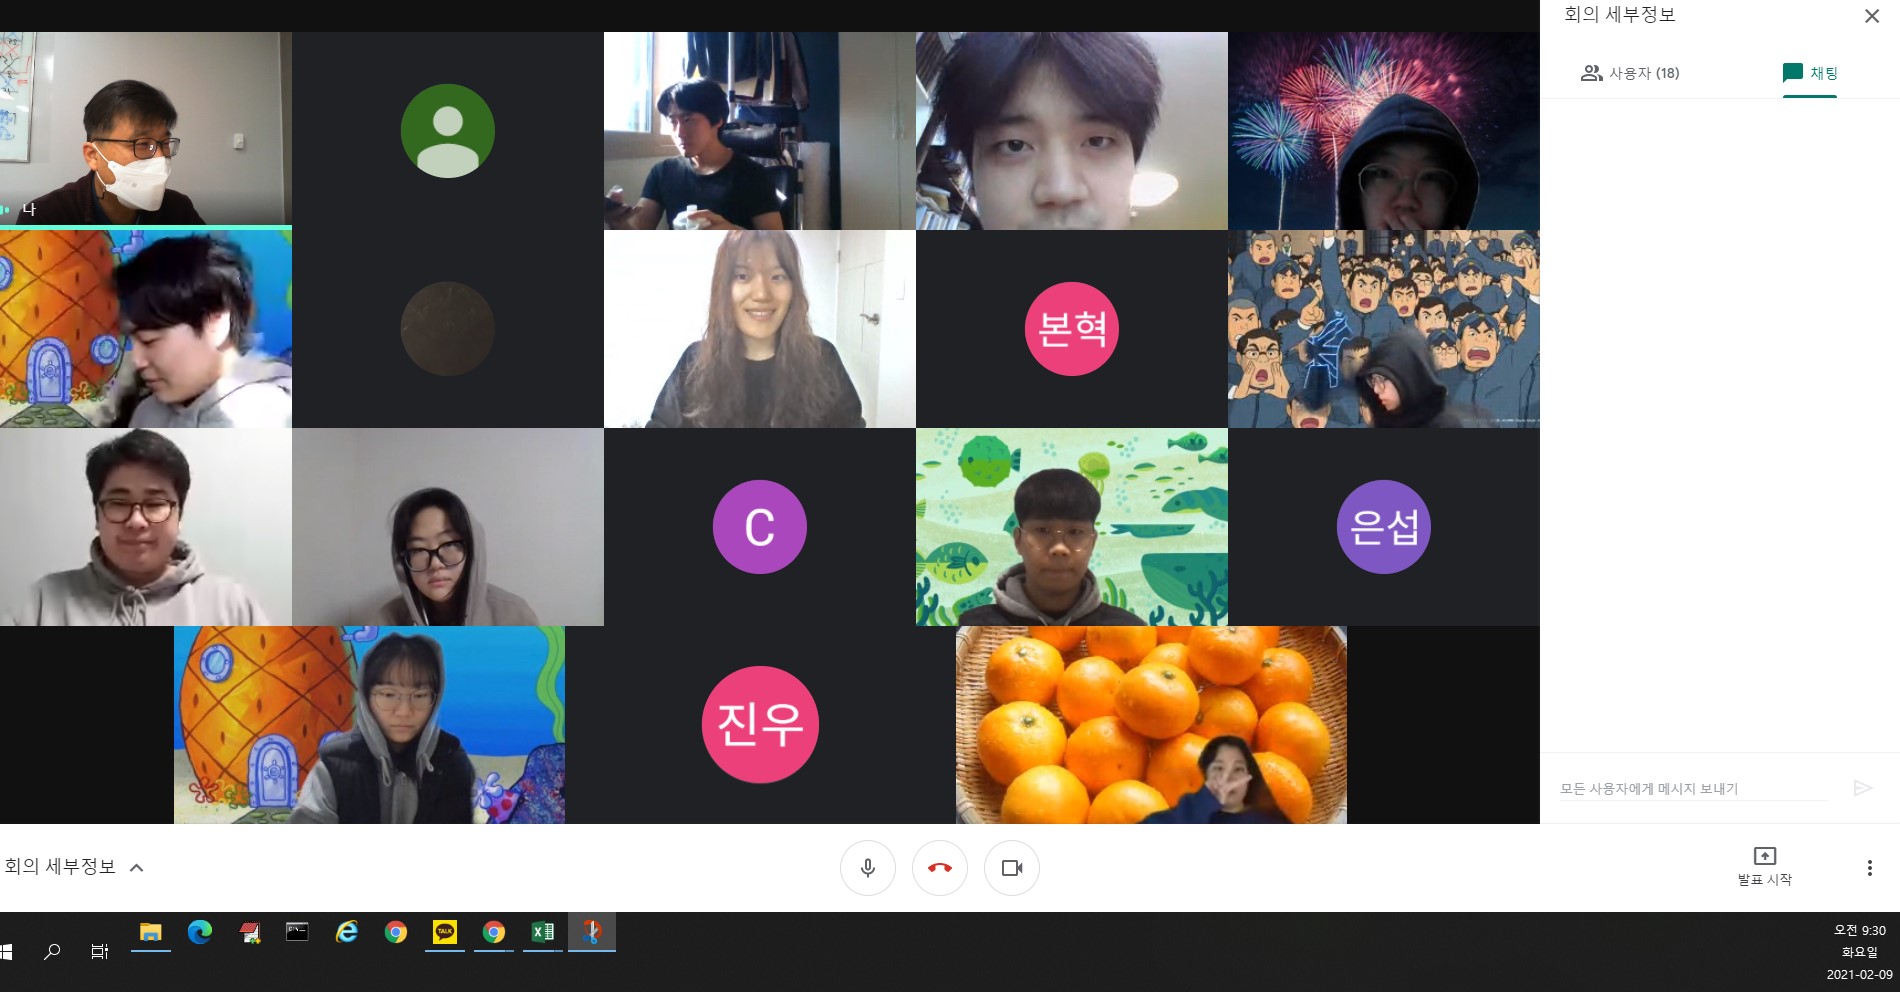 회의 세부정보
사용자 (18)
채팅
나
본혁
C
은섭
진우
모든 사용자에게 메시지 보내기
회의 세부정보
발표 시작
TALK
오전 9:30
화요일
2021-02-09